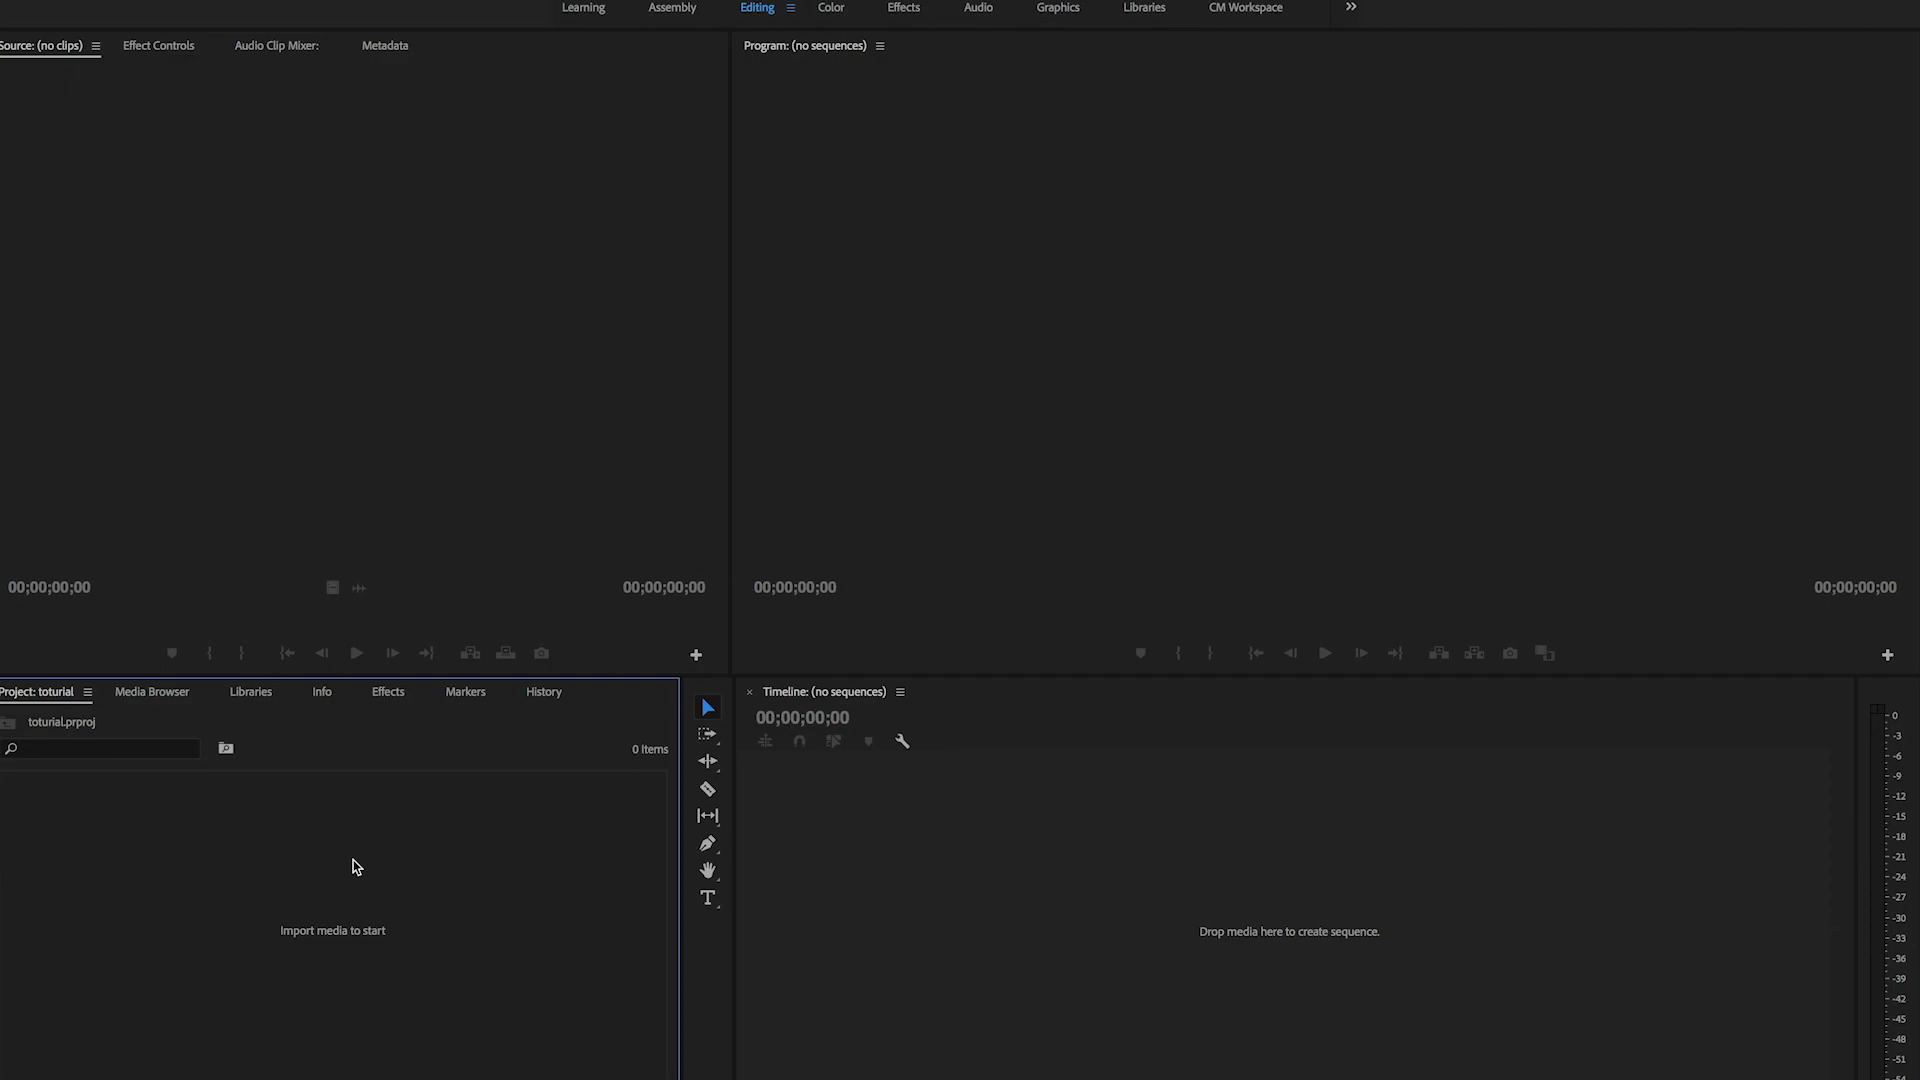 Learning Assembly Editing Color Effects Audio Graphics Libraries CM Workspace
Source: (no clips) Effect Controls Audio Clip Mixer: Metadata
Program: (no sequences)
00;00;00;00 00;00;00;00
00;00;00;00 00;00;00;00
Project: toturial Media Browser Libraries Info Effects Markers History
toturial.prproj
0 Items
Import media to start
Timeline: (no sequences)
00;00;00;00
Drop media here to create sequence.
0
-3
-6
-9
-12
-15
-18
-21
-24
-27
-30
-33
-36
-39
-42
-45
-48
-51